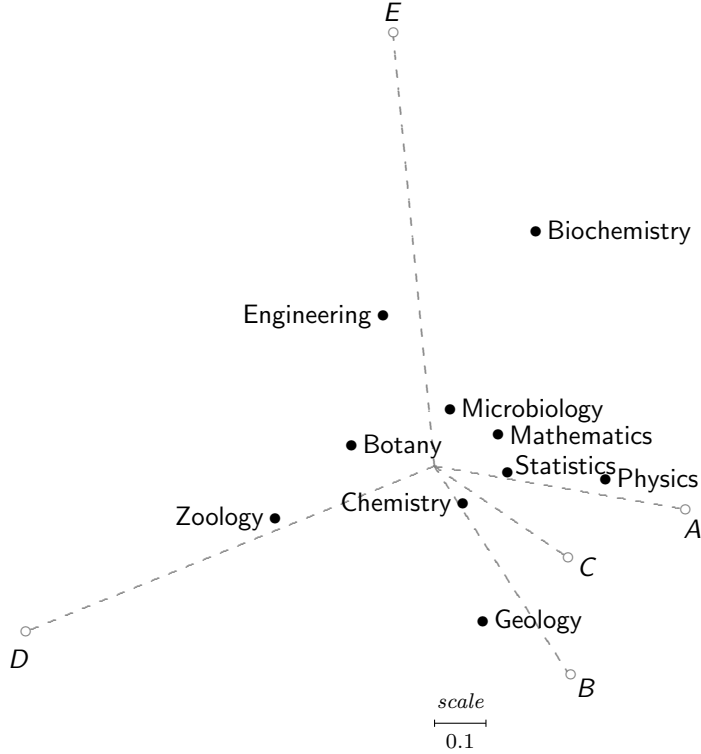 E
Biochemistry
Engineering
Microbiology
Mathematics
Botany
Statistics
Physics
Chemistry
Zoology
A
C
Geology
D
B
scale
0.1